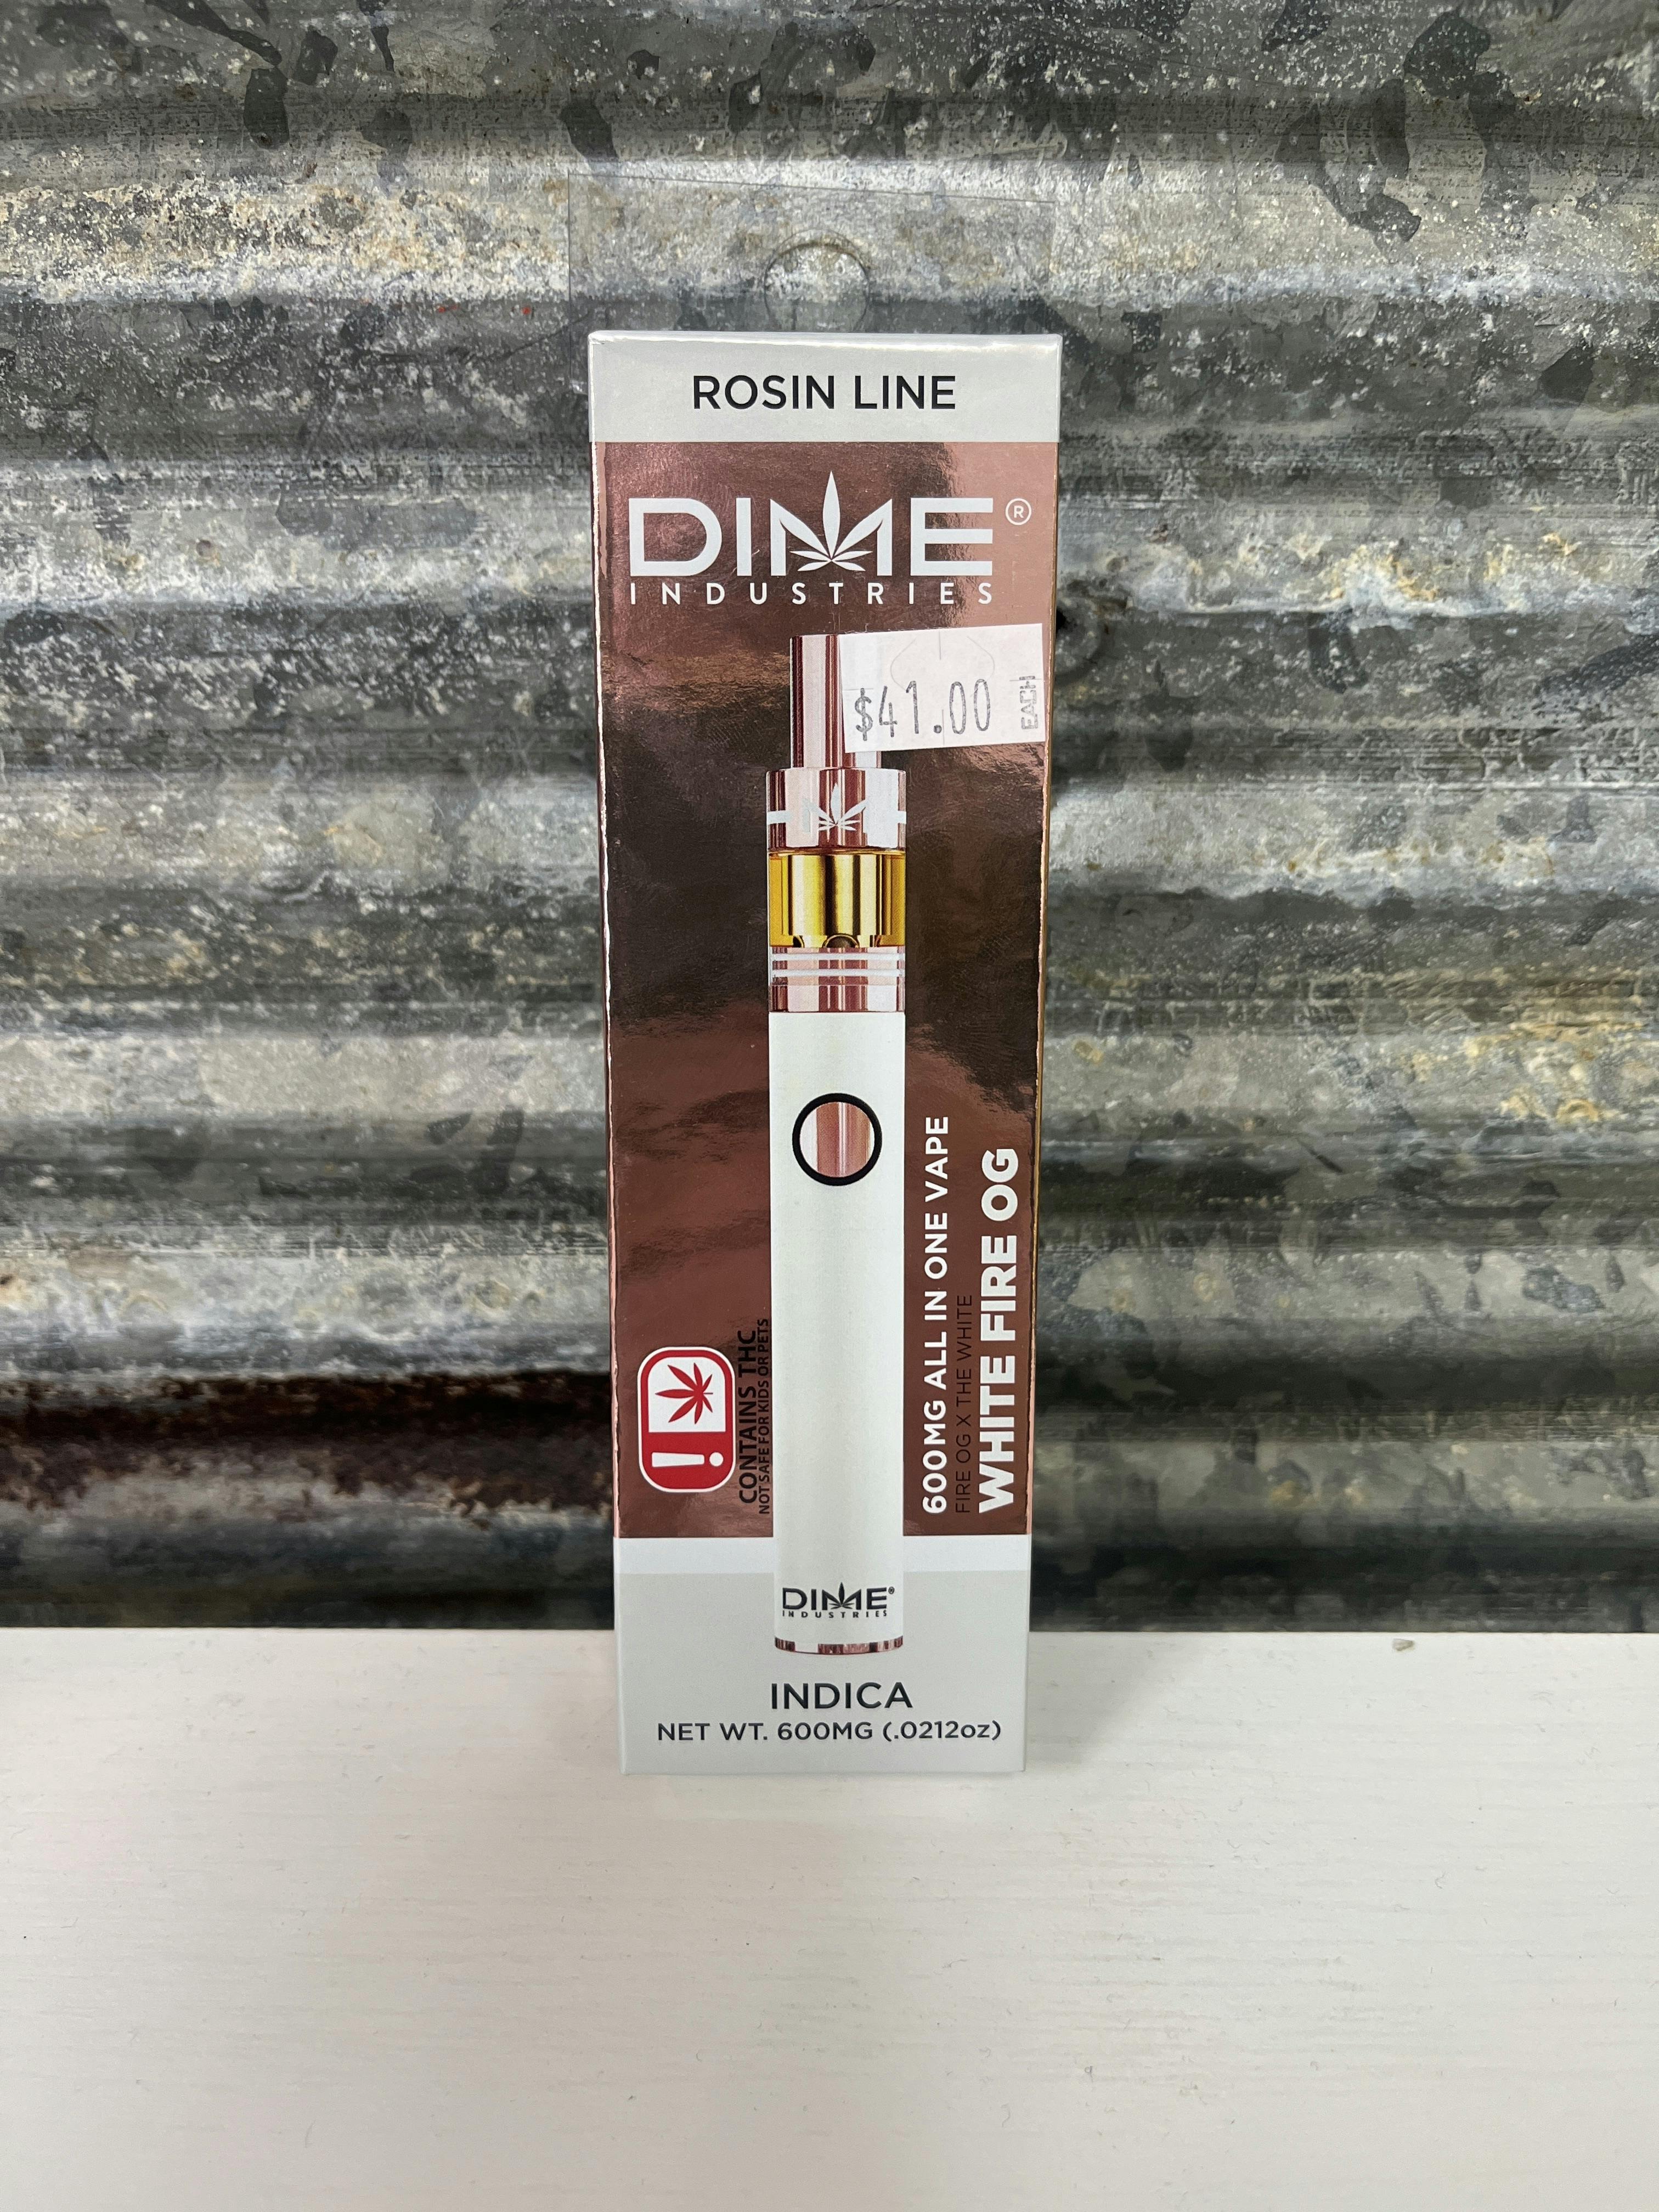 ROSIN LINE
DIME®
INDUSTRIES
$41.00
EACH
CONTAINS THC
NOT SAFE FOR KIDS OR PETS
600MG ALL IN ONE VAPE
FIRE OG X THE WHITE
WHITE FIRE OG
DIME®
INDUSTRIES
INDICA
NET WT. 600MG (.0212oz)